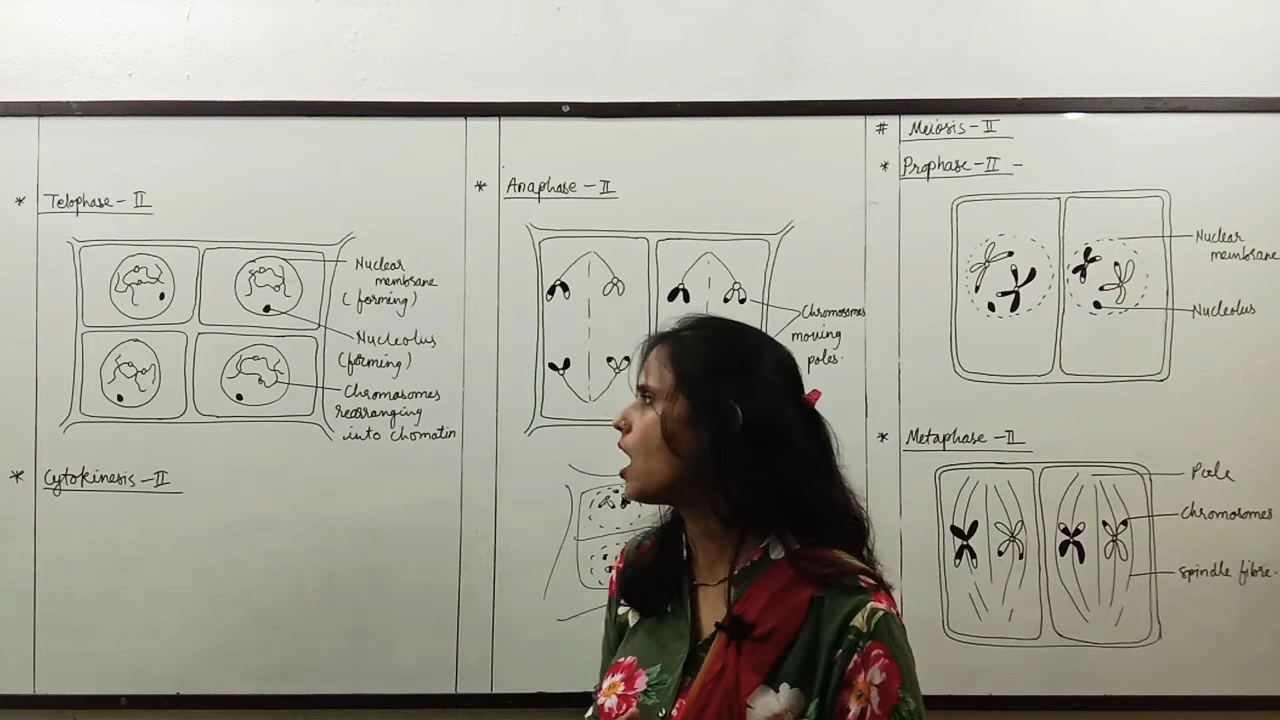 * Telophase - II
Nuclear
membrane
(forming)
Nucleolus
(forming)
Chromosomes
rearranging
into chomatin
* Cytokinesis - II
* Anaphase - II
Chromosomes
moving
poles.
# Meiosis - II
* Prophase - II -
Nuclear
membrane
Nucleolus
* Metaphase - II
Pole
chromosomes
spindle fibre.